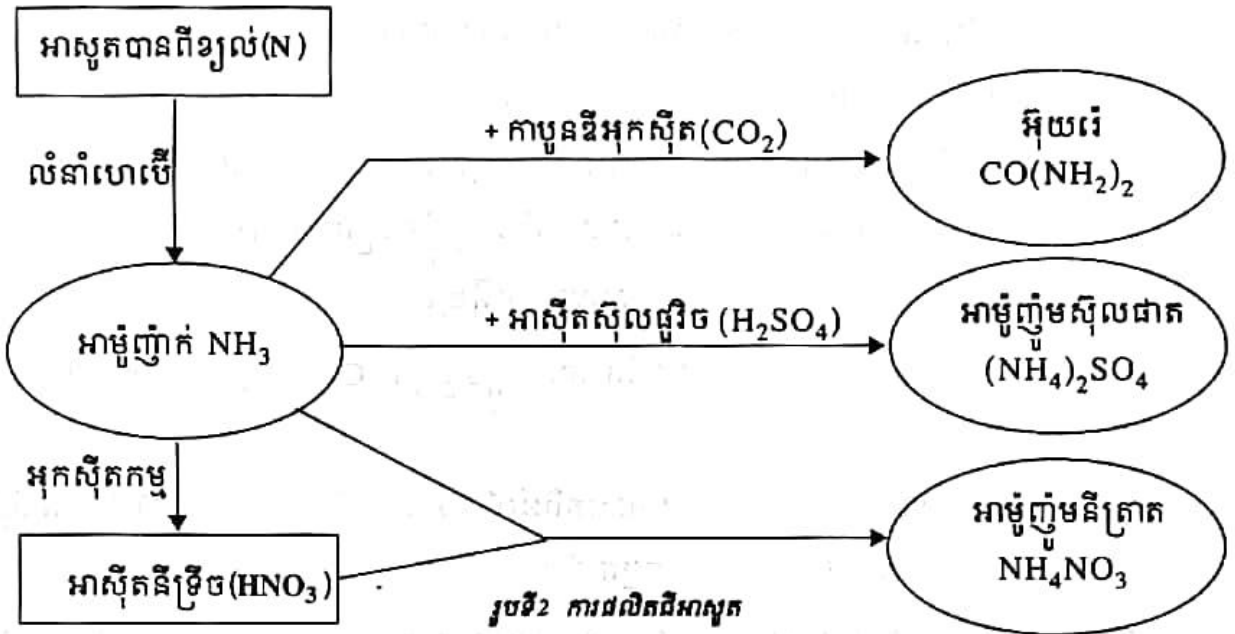 អាសូតបានពីខ្យល់(N)
លំនាំហេប៊ើ
+ កាបូនឌីអុកស៊ីត(CO₂)
អ៊ុយរ៉េ
CO(NH₂)₂
អាម៉ូញ៉ាក់ NH₃
+ អាស៊ីតស៊ុលផួរិច (H₂SO₄)
អាម៉ូញ៉ូមស៊ុលផាត
(NH₄)₂SO₄
អុកស៊ីតកម្ម
អាស៊ីតនីទ្រិច(HNO₃)
អាម៉ូញ៉ូមនីត្រាត
NH₄NO₃
រូបទី2 ការផលិតជីអាសូត